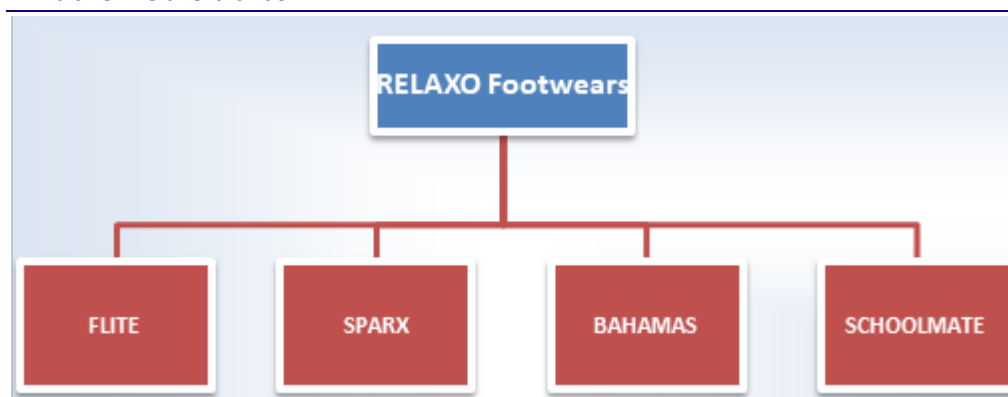 RELAXO Footwears
FLITE
SPARX
BAHAMAS
SCHOOLMATE